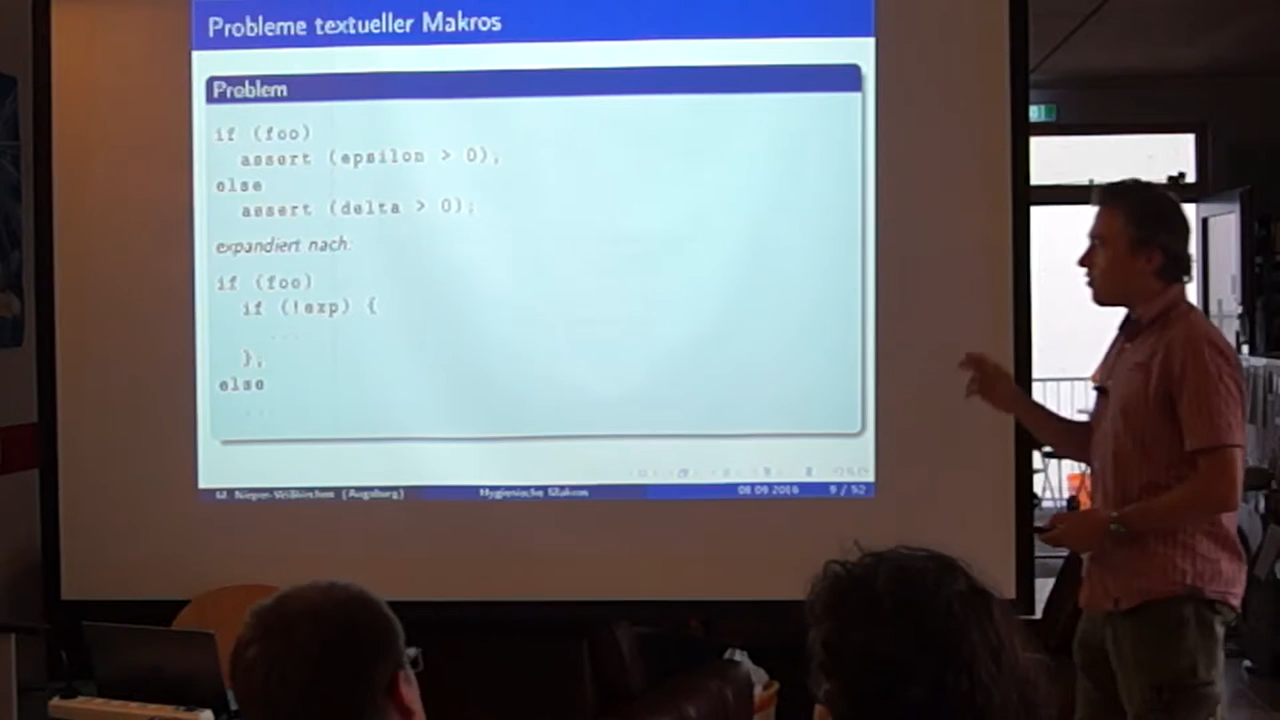 Probleme textueller Makros
Problem
if (foo)
assert (epsilon > 0);
else
assert (delta > 0);
expandiert nach:
if (foo)
if (!exp) {
...
};
else
...
M. Nieper-Wißkirchen (Augsburg)
Hygienische Makros
08.09.2016
9 / 52